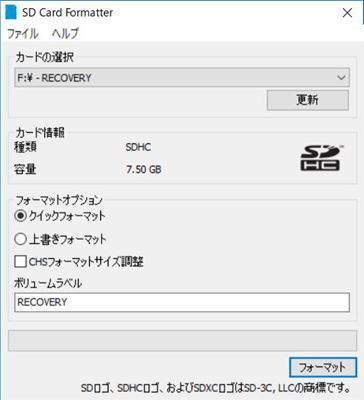 SD Card Formatter
ファイル ヘルプ
カードの選択
F:¥ - RECOVERY
更新
カード情報
種類 SDHC
容量 7.50 GB
SD
HC
フォーマットオプション
クイックフォーマット
上書きフォーマット
CHSフォーマットサイズ調整
ボリュームラベル
RECOVERY
フォーマット
SDロゴ、SDHCロゴ、およびSDXCロゴはSD-3C, LLCの商標です。